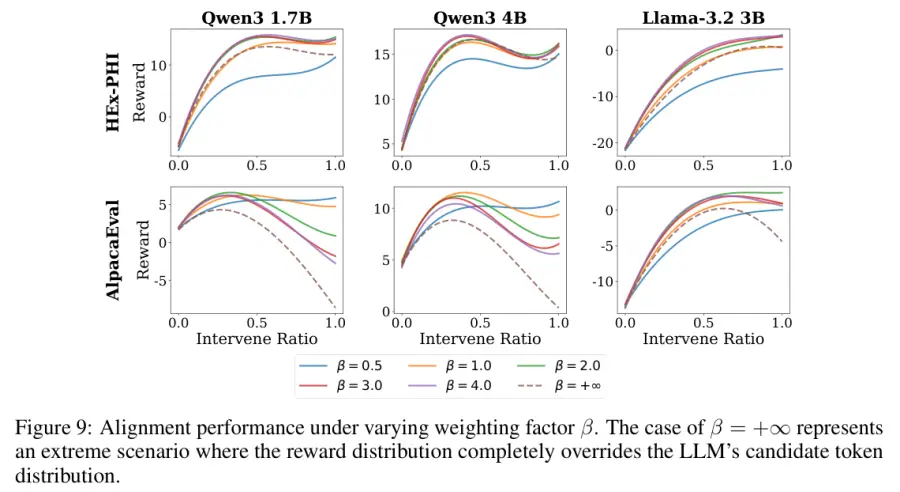 Qwen3 1.7B
Qwen3 4B
Llama-3.2 3B
HEx-PHI
Reward
10
0
0.0
0.5
1.0
15
10
5
0.0
0.5
1.0
0
-10
-20
0.0
0.5
1.0
AlpacaEval
Reward
5
0
-5
0.0
0.5
1.0
Intervene Ratio
10
5
0
0.0
0.5
1.0
Intervene Ratio
0
-5
-10
0.0
0.5
1.0
Intervene Ratio
β = 0.5
β = 1.0
β = 2.0
β = 3.0
β = 4.0
β = +∞
Figure 9: Alignment performance under varying weighting factor β. The case of β = +∞ represents
an extreme scenario where the reward distribution completely overrides the LLM's candidate token
distribution.